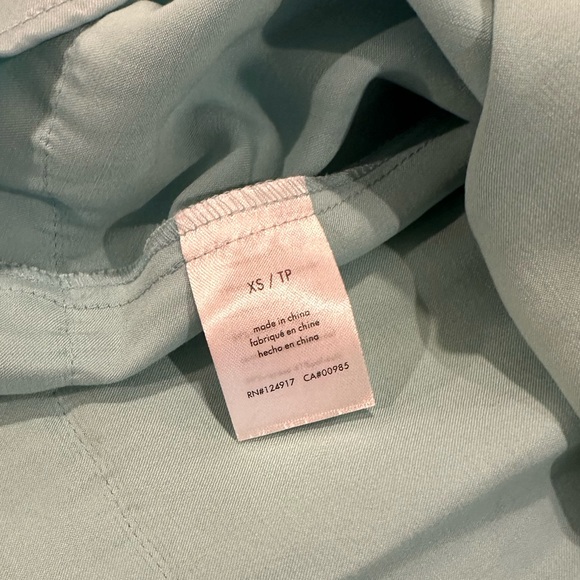 XS / TP
made in china
fabriqué en chine
hecho en china
RN#124917 CA#00985